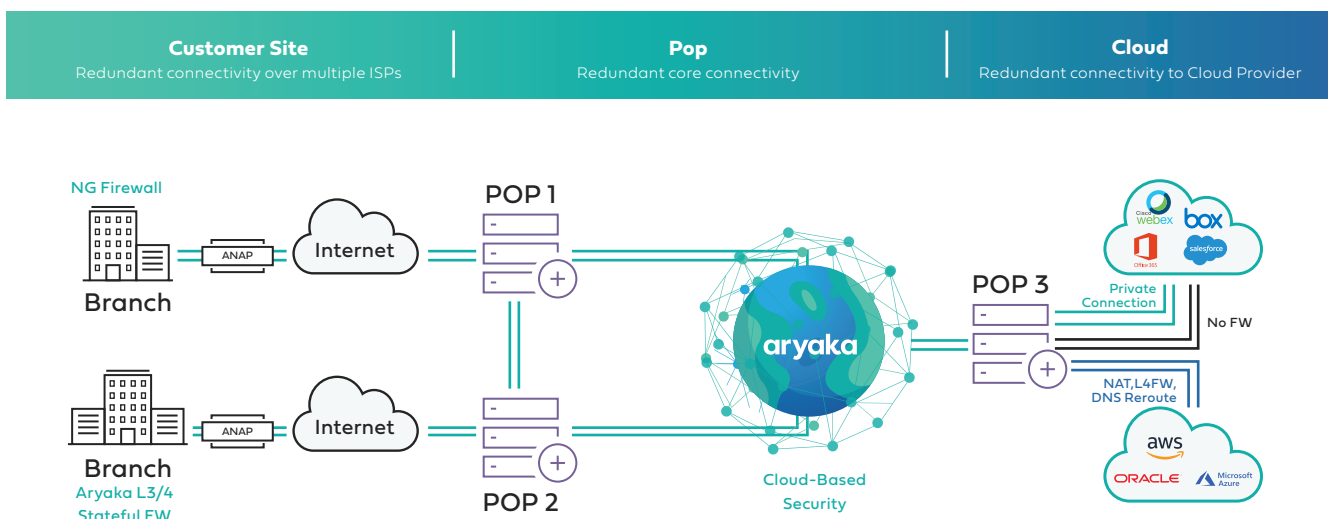 Customer Site
Redundant connectivity over multiple ISPs
Pop
Redundant core connectivity
Cloud
Redundant connectivity to Cloud Provider
NG Firewall
Branch
ANAP
Internet
POP 1
aryaka
POP 3
Cisco
webex
box
Office 365
salesforce
Private
Connection
No FW
NAT,L4FW,
DNS Reroute
Branch
Aryaka L3/4
Stateful FW
ANAP
Internet
POP 2
Cloud-Based
Security
aws
ORACLE
Microsoft
Azure